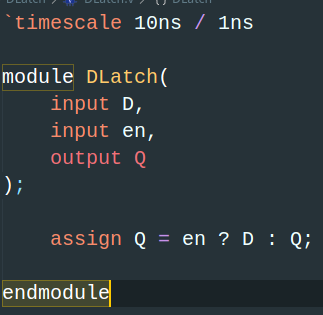 DLatch > DLatch.v > DLatch
`timescale 10ns / 1ns
module DLatch(
    input D,
    input en,
    output Q
);
    assign Q = en ? D : Q;
endmodule